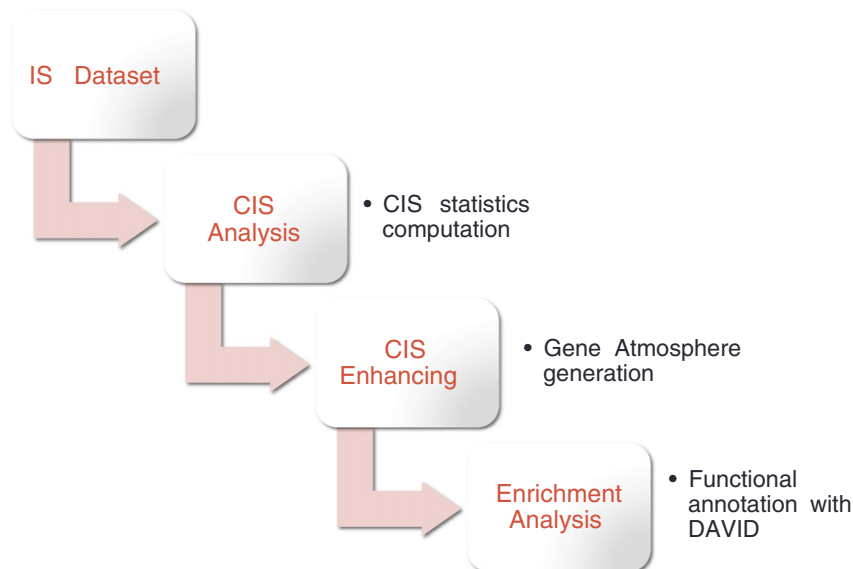 IS Dataset
CIS
Analysis
• CIS statistics
computation
CIS
Enhancing
• Gene Atmosphere
generation
Enrichment
Analysis
• Functional
annotation with
DAVID